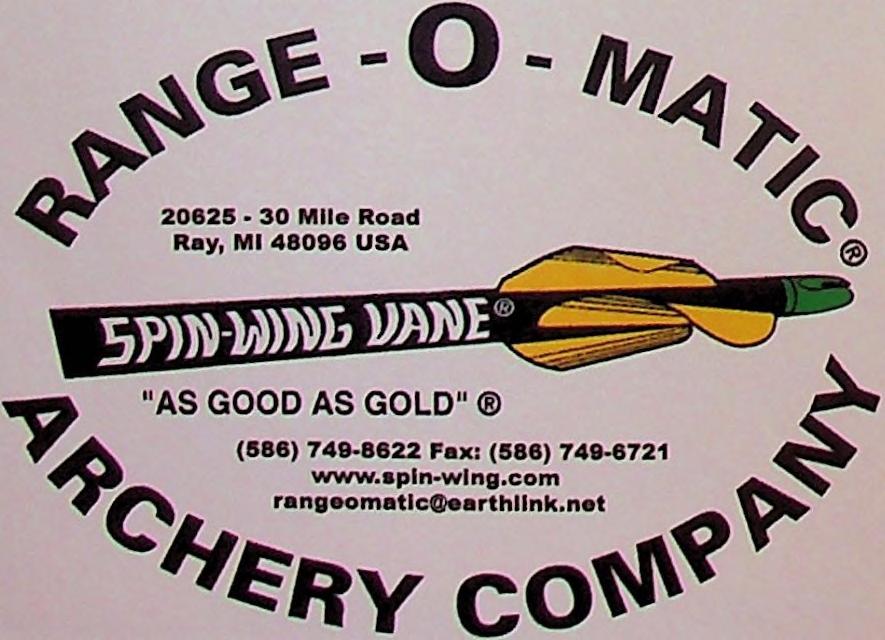 RANGE-O-MATIC®
20625 - 30 Mile Road
Ray, MI 48096 USA
SPIN-WING VANE®
"AS GOOD AS GOLD" ®
(586) 749-8622 Fax: (586) 749-6721
www.spin-wing.com
rangeomatic@earthlink.net
ARCHERY COMPANY